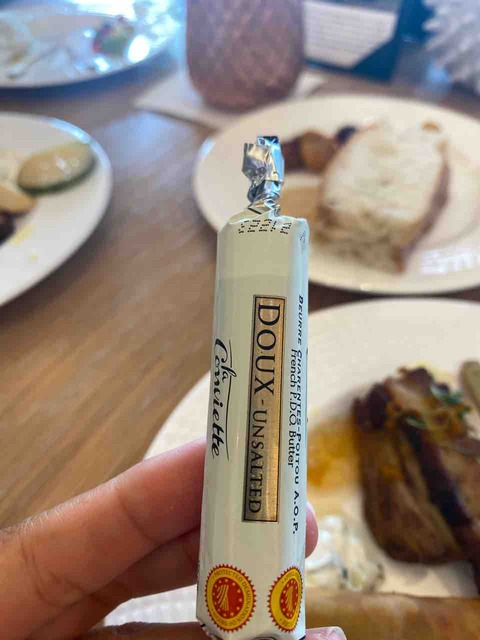 la Conviette
DOUX - UNSALTED
BEURRE CHARENTES-POITOU A.O.P.
French P.D.O. Butter